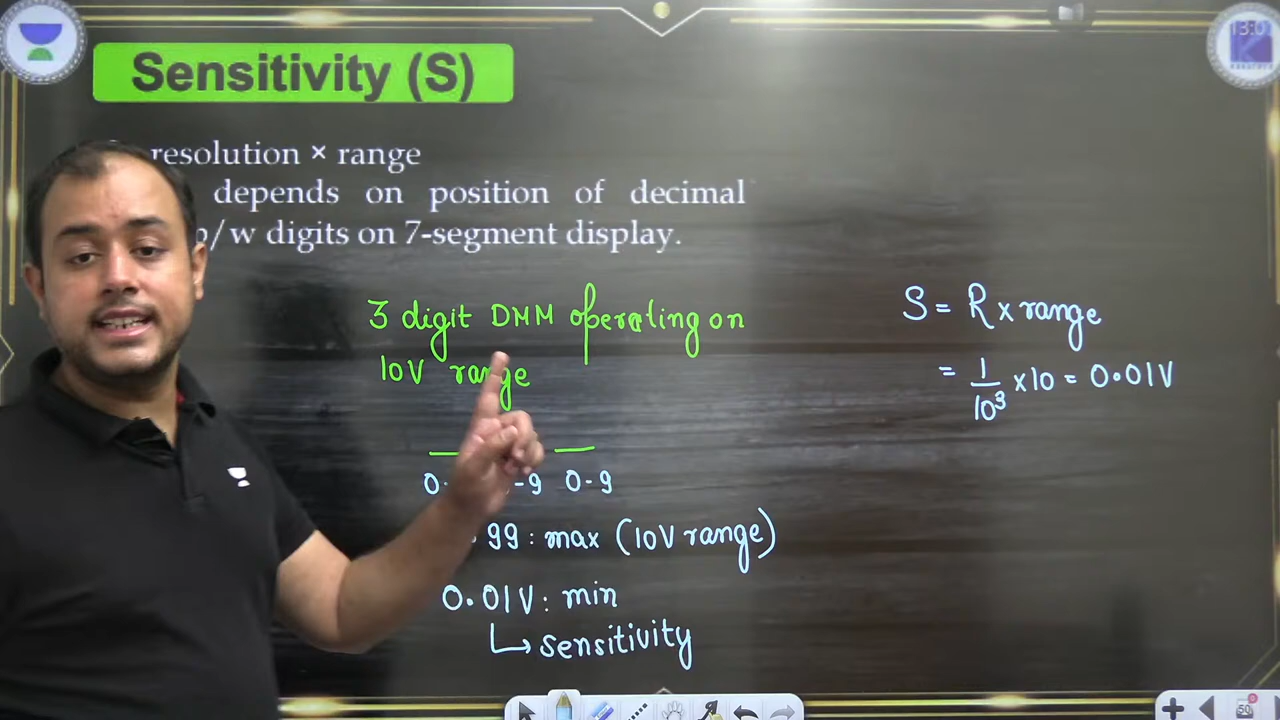 Sensitivity (S)
resolution × range
depends on position of decimal
b/w digits on 7-segment display.
3 digit DMM operating on
10V range
0- -9 0-9
.99: max (10V range)
0.01V: min
↳ sensitivity
S = R x range
= 1/10³ x 10 = 0.01V